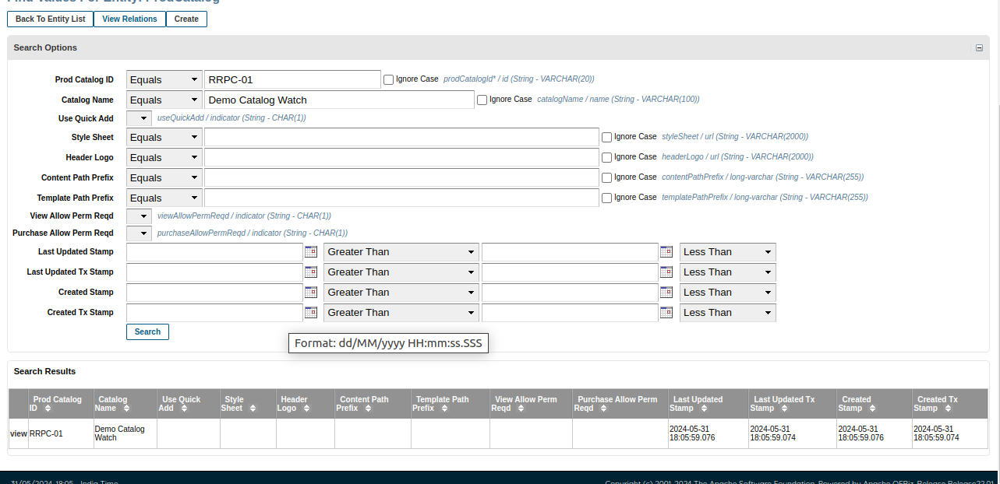 Find Values For Entity: ProdCatalog
Back To Entity List View Relations Create
Search Options
Prod Catalog ID Equals RRPC-01 Ignore Case prodCatalogId* / id (String - VARCHAR(20))
Catalog Name Equals Demo Catalog Watch Ignore Case catalogName / name (String - VARCHAR(100))
Use Quick Add useQuickAdd / indicator (String - CHAR(1))
Style Sheet Equals Ignore Case styleSheet / url (String - VARCHAR(2000))
Header Logo Equals Ignore Case headerLogo / url (String - VARCHAR(2000))
Content Path Prefix Equals Ignore Case contentPathPrefix / long-varchar (String - VARCHAR(255))
Template Path Prefix Equals Ignore Case templatePathPrefix / long-varchar (String - VARCHAR(255))
View Allow Perm Reqd viewAllowPermReqd / indicator (String - CHAR(1))
Purchase Allow Perm Reqd purchaseAllowPermReqd / indicator (String - CHAR(1))
Last Updated Stamp Greater Than Less Than
Last Updated Tx Stamp Greater Than Less Than
Created Stamp Greater Than Less Than
Created Tx Stamp Greater Than Less Than
Search
Format: dd/MM/yyyy HH:mm:ss.SSS
Search Results
Prod Catalog Catalog Use Quick Style Header Content Path Template Path View Allow Perm Purchase Allow Perm Last Updated Last Updated Tx Created Created Tx
ID Name Add Sheet Logo Prefix Prefix Reqd Reqd Stamp Stamp Stamp Stamp
view RRPC-01 Demo Catalog 2024-05-31 2024-05-31 2024-05-31 2024-05-31
Watch 18:05:59.076 18:05:59.074 18:05:59.076 18:05:59.074
31/05/2024, 18:05 - India Time Copyright (c) 2001-2024 The Apache Software Foundation. Powered by Apache OFBiz. Release Release22.01